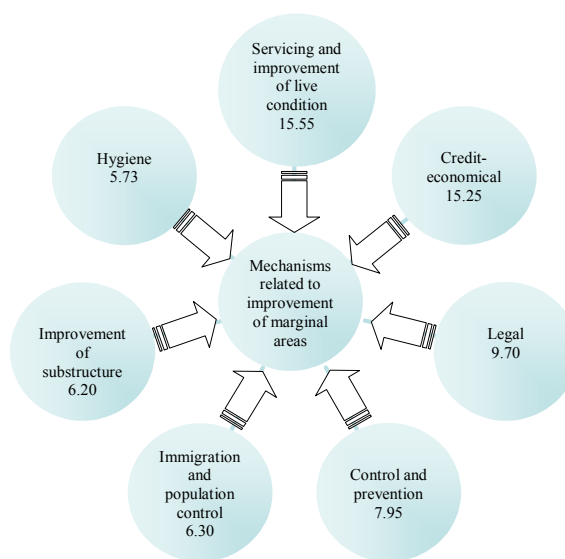 Servicing and
improvement
of live
condition
15.55
Credit-
economical
15.25
Legal
9.70
Control and
prevention
7.95
Immigration
and
population
control
6.30
Improvement
of
substructure
6.20
Hygiene
5.73
Mechanisms
related to
improvement
of marginal
areas